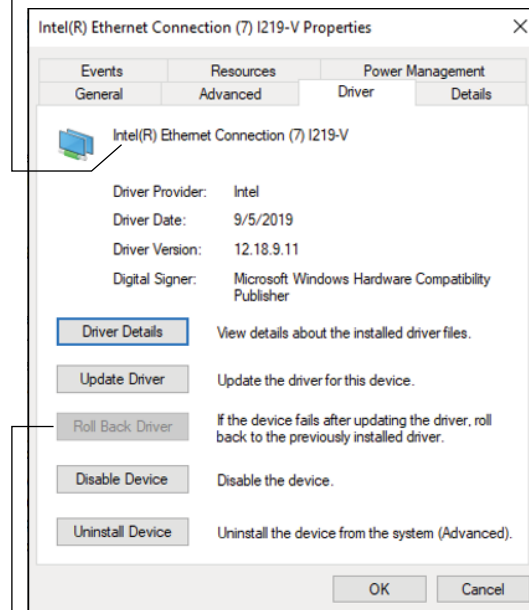 Intel(R) Ethernet Connection (7) I219-V Properties
Events Resources Power Management
General Advanced Driver Details
Intel(R) Ethernet Connection (7) I219-V
Driver Provider: Intel
Driver Date: 9/5/2019
Driver Version: 12.18.9.11
Digital Signer: Microsoft Windows Hardware Compatibility
Publisher
Driver Details View details about the installed driver files.
Update Driver Update the driver for this device.
Roll Back Driver If the device fails after updating the driver, roll
back to the previously installed driver.
Disable Device Disable the device.
Uninstall Device Uninstall the device from the system (Advanced).
OK Cancel